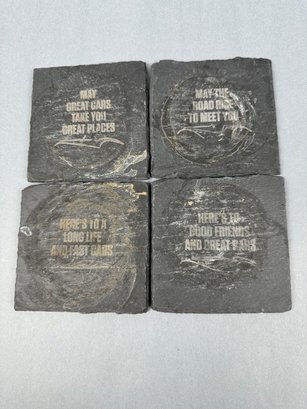 MAY
GREAT CARS
TAKE YOU
GREAT PLACES
MAY THE
ROAD RISE
TO MEET YOU
HERE'S TO A
LONG LIFE
AND FAST CARS
HERE'S TO
GOOD FRIENDS
AND GREAT CARS